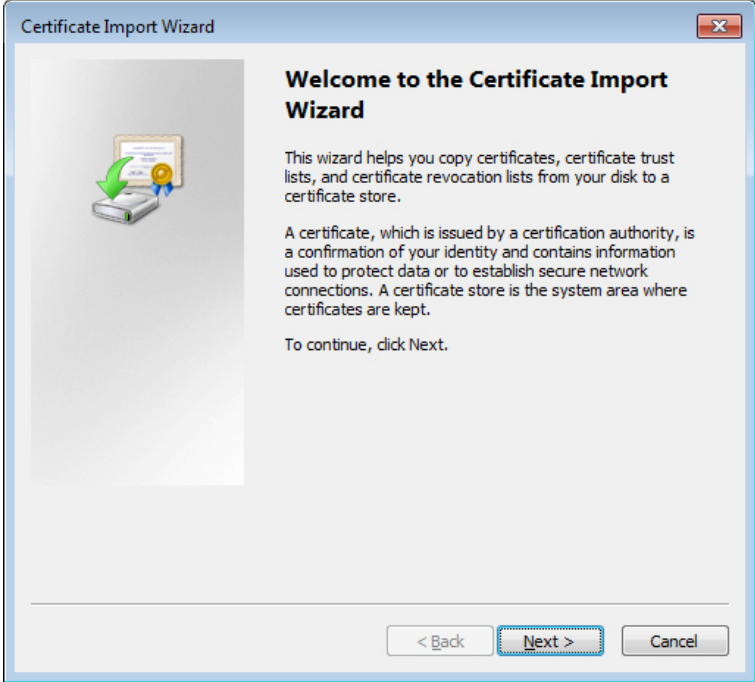 Certificate Import Wizard
Welcome to the Certificate Import
Wizard
This wizard helps you copy certificates, certificate trust
lists, and certificate revocation lists from your disk to a
certificate store.
A certificate, which is issued by a certification authority, is
a confirmation of your identity and contains information
used to protect data or to establish secure network
connections. A certificate store is the system area where
certificates are kept.
To continue, click Next.
< Back Next > Cancel